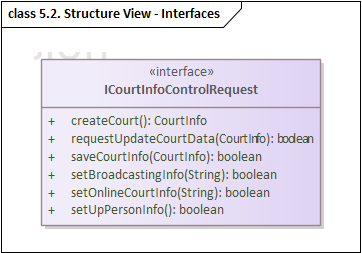 class 5.2. Structure View - Interfaces
«interface»
ICourtInfoControlRequest
+ createCourt(): CourtInfo
+ requestUpdateCourtData(CourtInfo): boolean
+ saveCourtInfo(CourtInfo): boolean
+ setBroadcastingInfo(String): boolean
+ setOnlineCourtInfo(String): boolean
+ setUpPersonInfo(): boolean